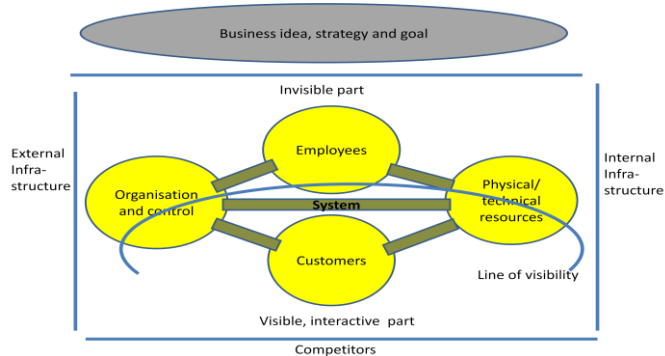 Business idea, strategy and goal
Invisible part
External
Infra-
structure
Employees
Internal
Infra-
structure
Organisation
and control
System
Physical/
technical
resources
Customers
Line of visibility
Visible, interactive part
Competitors